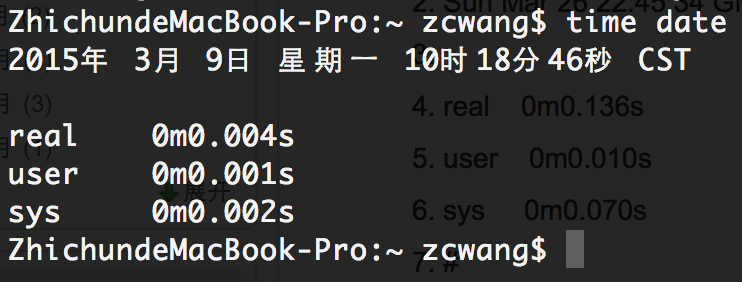 ZhichundeMacBook-Pro:~ zcwang$ time date
2015年 3月 9日 星期一 10时18分46秒 CST
real 0m0.004s
user 0m0.001s
sys 0m0.002s
ZhichundeMacBook-Pro:~ zcwang$
2. Sun Mar 26 22:45:54 GM
3.
4. real 0m0.136s
5. user 0m0.010s
6. sys 0m0.070s
7. #
月 (3)
展开